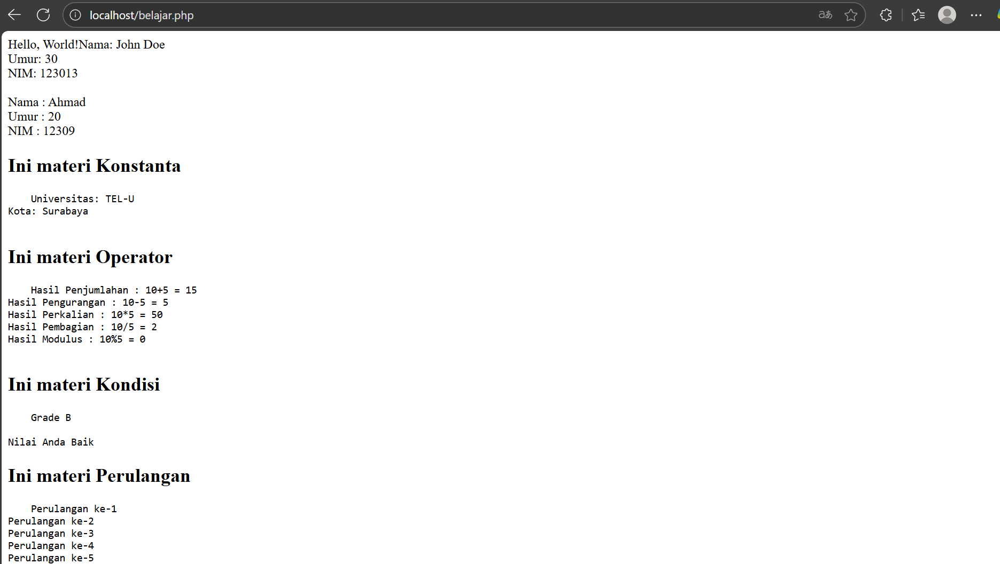 localhost/belajar.php
aあ
Hello, World!Nama: John Doe
Umur: 30
NIM: 123013
Nama : Ahmad
Umur : 20
NIM : 12309
Ini materi Konstanta
Universitas: TEL-U
Kota: Surabaya
Ini materi Operator
Hasil Penjumlahan : 10+5 = 15
Hasil Pengurangan : 10-5 = 5
Hasil Perkalian : 10*5 = 50
Hasil Pembagian : 10/5 = 2
Hasil Modulus : 10%5 = 0
Ini materi Kondisi
Grade B
Nilai Anda Baik
Ini materi Perulangan
Perulangan ke-1
Perulangan ke-2
Perulangan ke-3
Perulangan ke-4
Perulangan ke-5